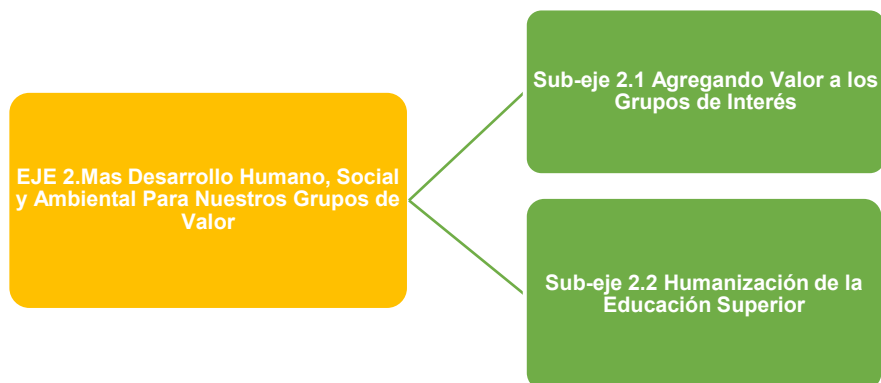 EJE 2.Mas Desarrollo Humano, Social
y Ambiental Para Nuestros Grupos de
Valor
Sub-eje 2.1 Agregando Valor a los
Grupos de Interés
Sub-eje 2.2 Humanización de la
Educación Superior